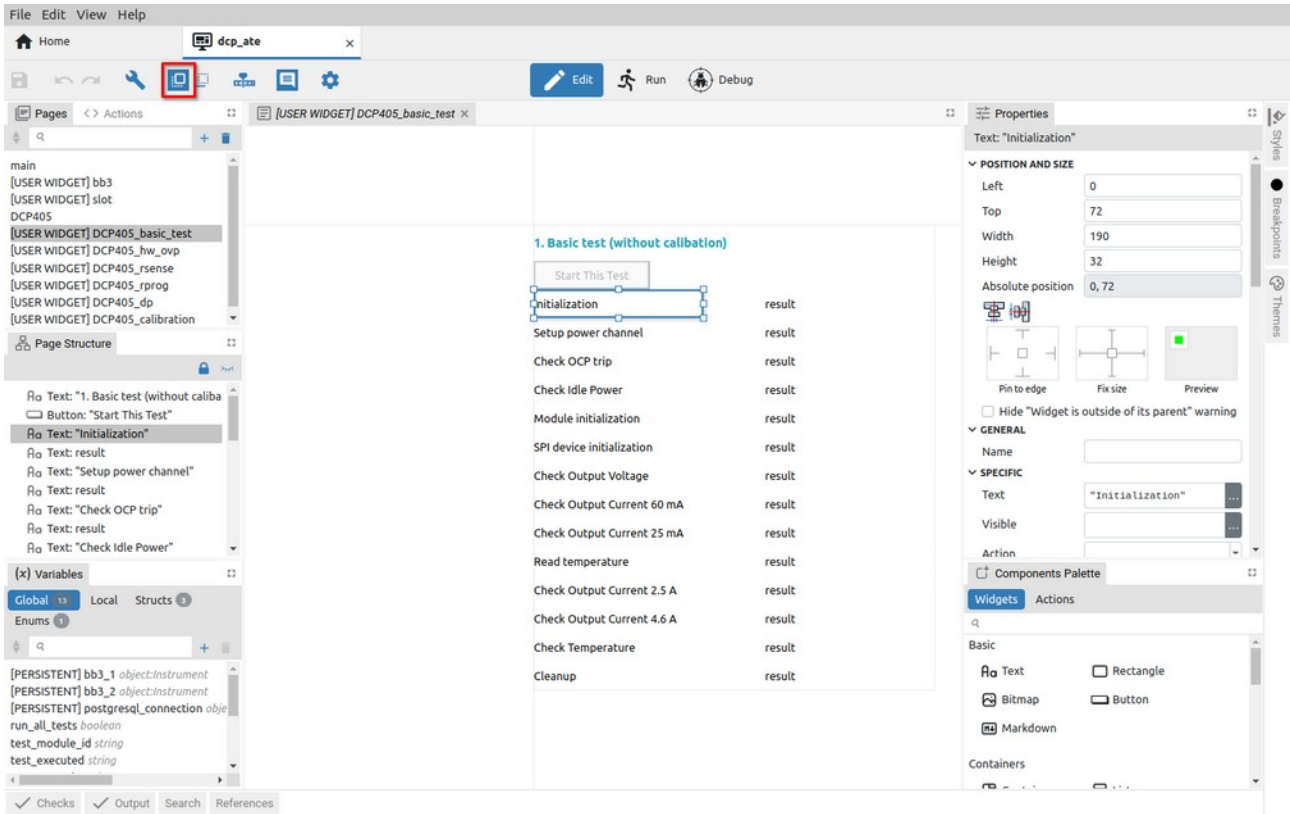 File Edit View Help
Home
dcp_ate
Edit Run Debug
Pages Actions
[USER WIDGET] DCP405_basic_test
main
[USER WIDGET] bb3
[USER WIDGET] slot
DCP405
[USER WIDGET] DCP405_basic_test
[USER WIDGET] DCP405_hw_ovp
[USER WIDGET] DCP405_rsense
[USER WIDGET] DCP405_rprog
[USER WIDGET] DCP405_dp
[USER WIDGET] DCP405_calibration
Page Structure
Text: "1. Basic test (without caliba
Button: "Start This Test"
Text: "Initialization"
Text: result
Text: "Setup power channel"
Text: result
Text: "Check OCP trip"
Text: result
Text: "Check Idle Power"
(x) Variables
Global 13 Local Structs 3
Enums 1
[PERSISTENT] bb3_1 object:Instrument
[PERSISTENT] bb3_2 object:Instrument
[PERSISTENT] postgresql_connection obje
run_all_tests boolean
test_module_id string
test_executed string
1. Basic test (without calibation)
Start This Test
Initialization result
Setup power channel result
Check OCP trip result
Check Idle Power result
Module initialization result
SPI device initialization result
Check Output Voltage result
Check Output Current 60 mA result
Check Output Current 25 mA result
Read temperature result
Check Output Current 2.5 A result
Check Output Current 4.6 A result
Check Temperature result
Cleanup result
Properties
Text: "Initialization"
POSITION AND SIZE
Left 0
Top 72
Width 190
Height 32
Absolute position 0, 72
Pin to edge Fix size Preview
Hide "Widget is outside of its parent" warning
GENERAL
Name
SPECIFIC
Text "Initialization" ...
Visible ...
Action
Components Palette
Widgets Actions
Basic
Text Rectangle
Bitmap Button
Markdown
Containers
Styles
Breakpoints
Themes
Checks Output Search References